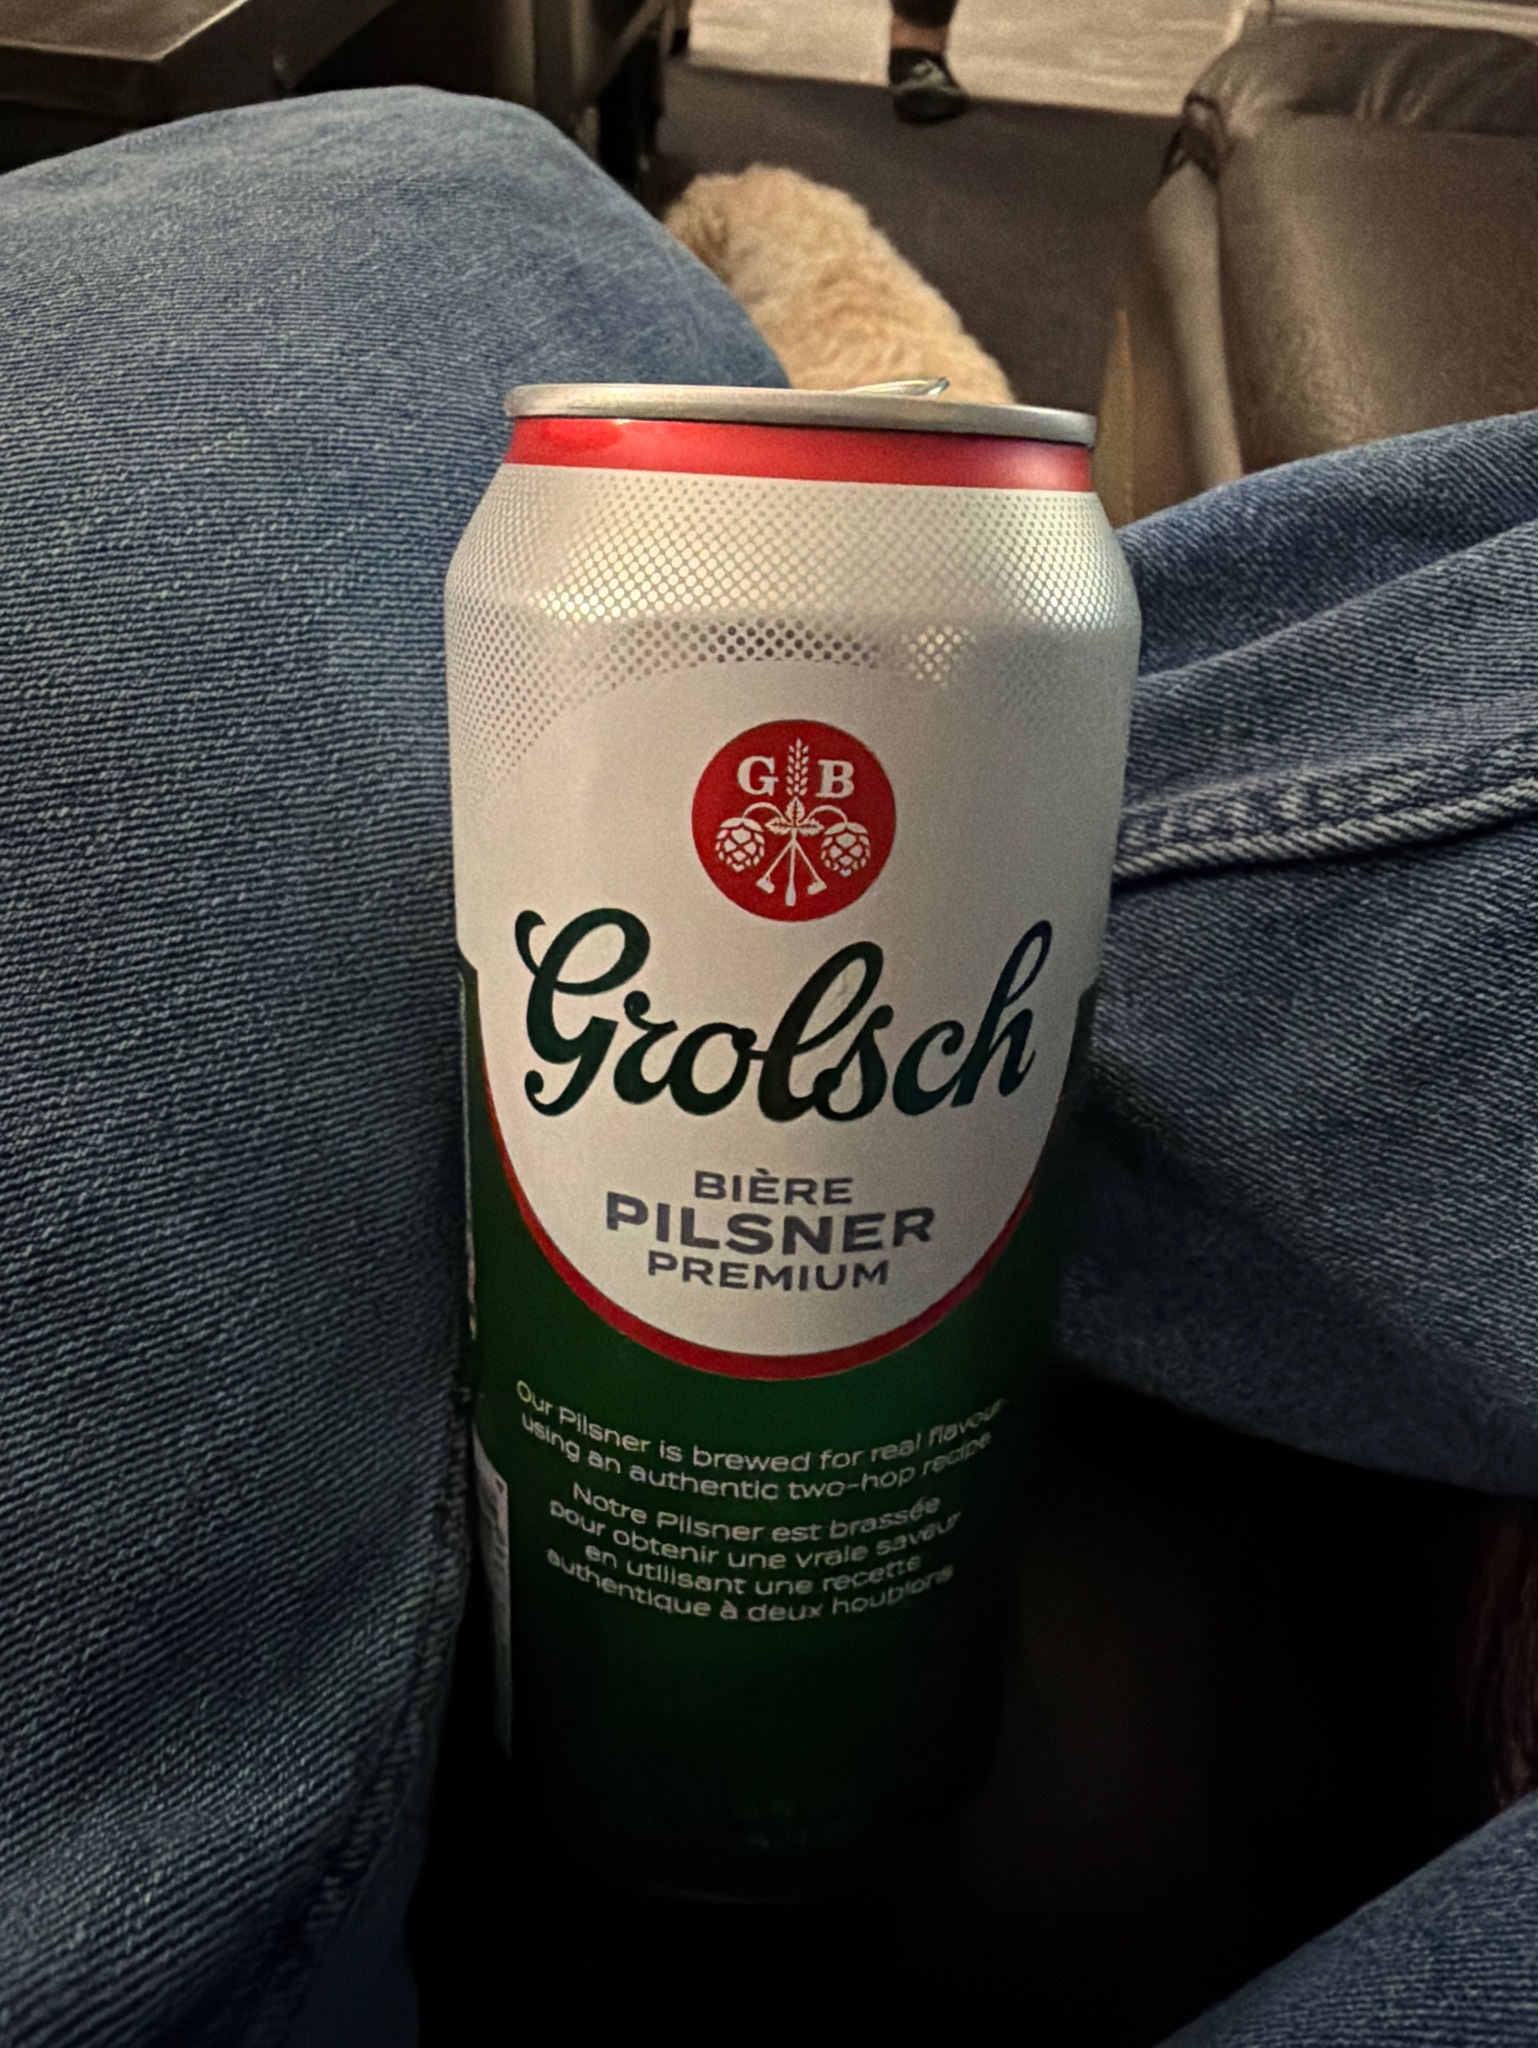 G B
Grolsch
BIÈRE
PILSNER
PREMIUM
Our Pilsner is brewed for real flavour
using an authentic two-hop recipe
Notre Pilsner est brassée
pour obtenir une vraie saveur
en utilisant une recette
authentique à deux houblons